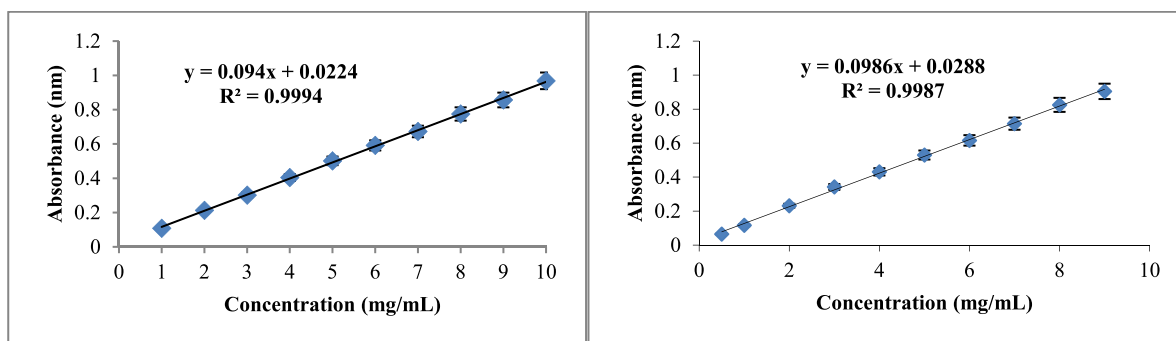 1.2
1
0.8
0.6
0.4
0.2
0
y = 0.094x + 0.0224
R² = 0.9994
Absorbance (nm)
0 1 2 3 4 5 6 7 8 9 10
Concentration (mg/mL)
1.2
1
0.8
0.6
0.4
0.2
0
y = 0.0986x + 0.0288
R² = 0.9987
Absorbance (nm)
0 2 4 6 8 10
Concentration (mg/mL)